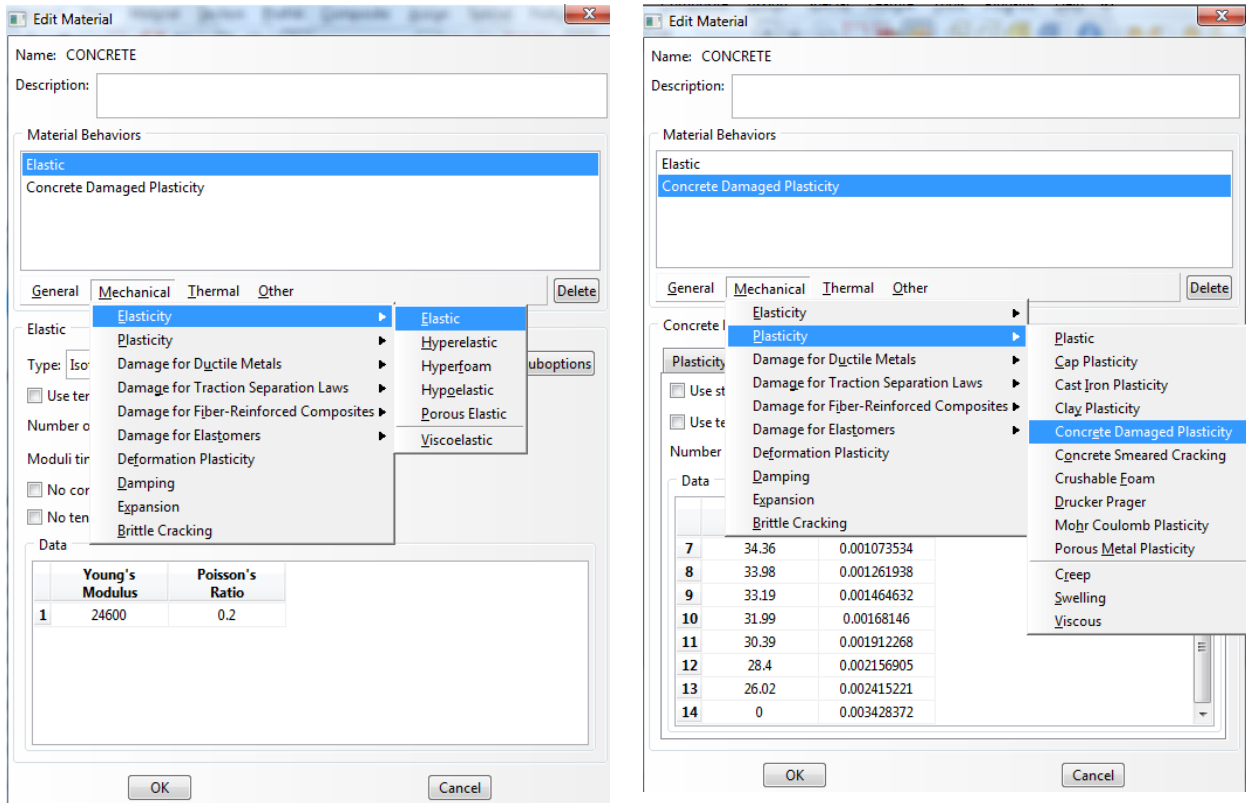 Edit Material
Name: CONCRETE
Description:
Material Behaviors
Elastic
Concrete Damaged Plasticity
General Mechanical Thermal Other Delete
Elasticity
Plasticity
Damage for Ductile Metals
Damage for Traction Separation Laws
Damage for Fiber-Reinforced Composites
Damage for Elastomers
Deformation Plasticity
Damping
Expansion
Brittle Cracking
Elastic
Hyperelastic
Hyperfoam
Hypoelastic
Porous Elastic
Viscoelastic
Elastic
Type: Iso uboptions
Use ter
Number o
Moduli tin
No con
No ten
Data
Young's Poisson's
Modulus Ratio
1 24600 0.2
OK Cancel
Edit Material
Name: CONCRETE
Description:
Material Behaviors
Elastic
Concrete Damaged Plasticity
General Mechanical Thermal Other Delete
Elasticity
Plasticity
Damage for Ductile Metals
Damage for Traction Separation Laws
Damage for Fiber-Reinforced Composites
Damage for Elastomers
Deformation Plasticity
Damping
Expansion
Brittle Cracking
Plastic
Cap Plasticity
Cast Iron Plasticity
Clay Plasticity
Concrete Damaged Plasticity
Concrete Smeared Cracking
Crushable Foam
Drucker Prager
Mohr Coulomb Plasticity
Porous Metal Plasticity
Creep
Swelling
Viscous
Concrete
Plasticity
Use st
Use te
Number
Data
7 34.36 0.001073534
8 33.98 0.001261938
9 33.19 0.001464632
10 31.99 0.00168146
11 30.39 0.001912268
12 28.4 0.002156905
13 26.02 0.002415221
14 0 0.003428372
OK Cancel